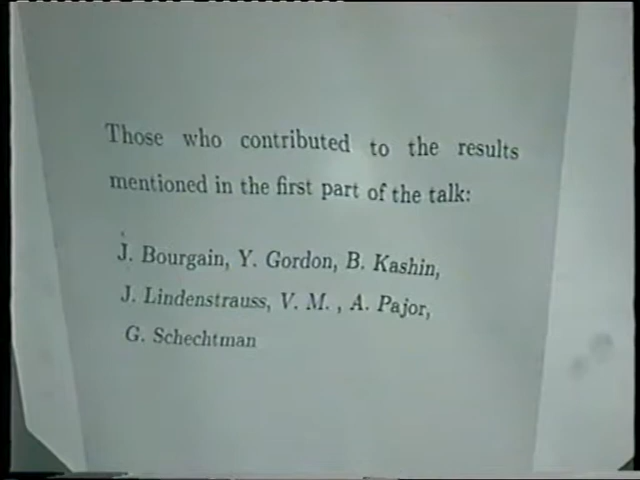 Those who contributed to the results
mentioned in the first part of the talk:
J. Bourgain, Y. Gordon, B. Kashin,
J. Lindenstrauss, V. M. , A. Pajor,
G. Schechtman